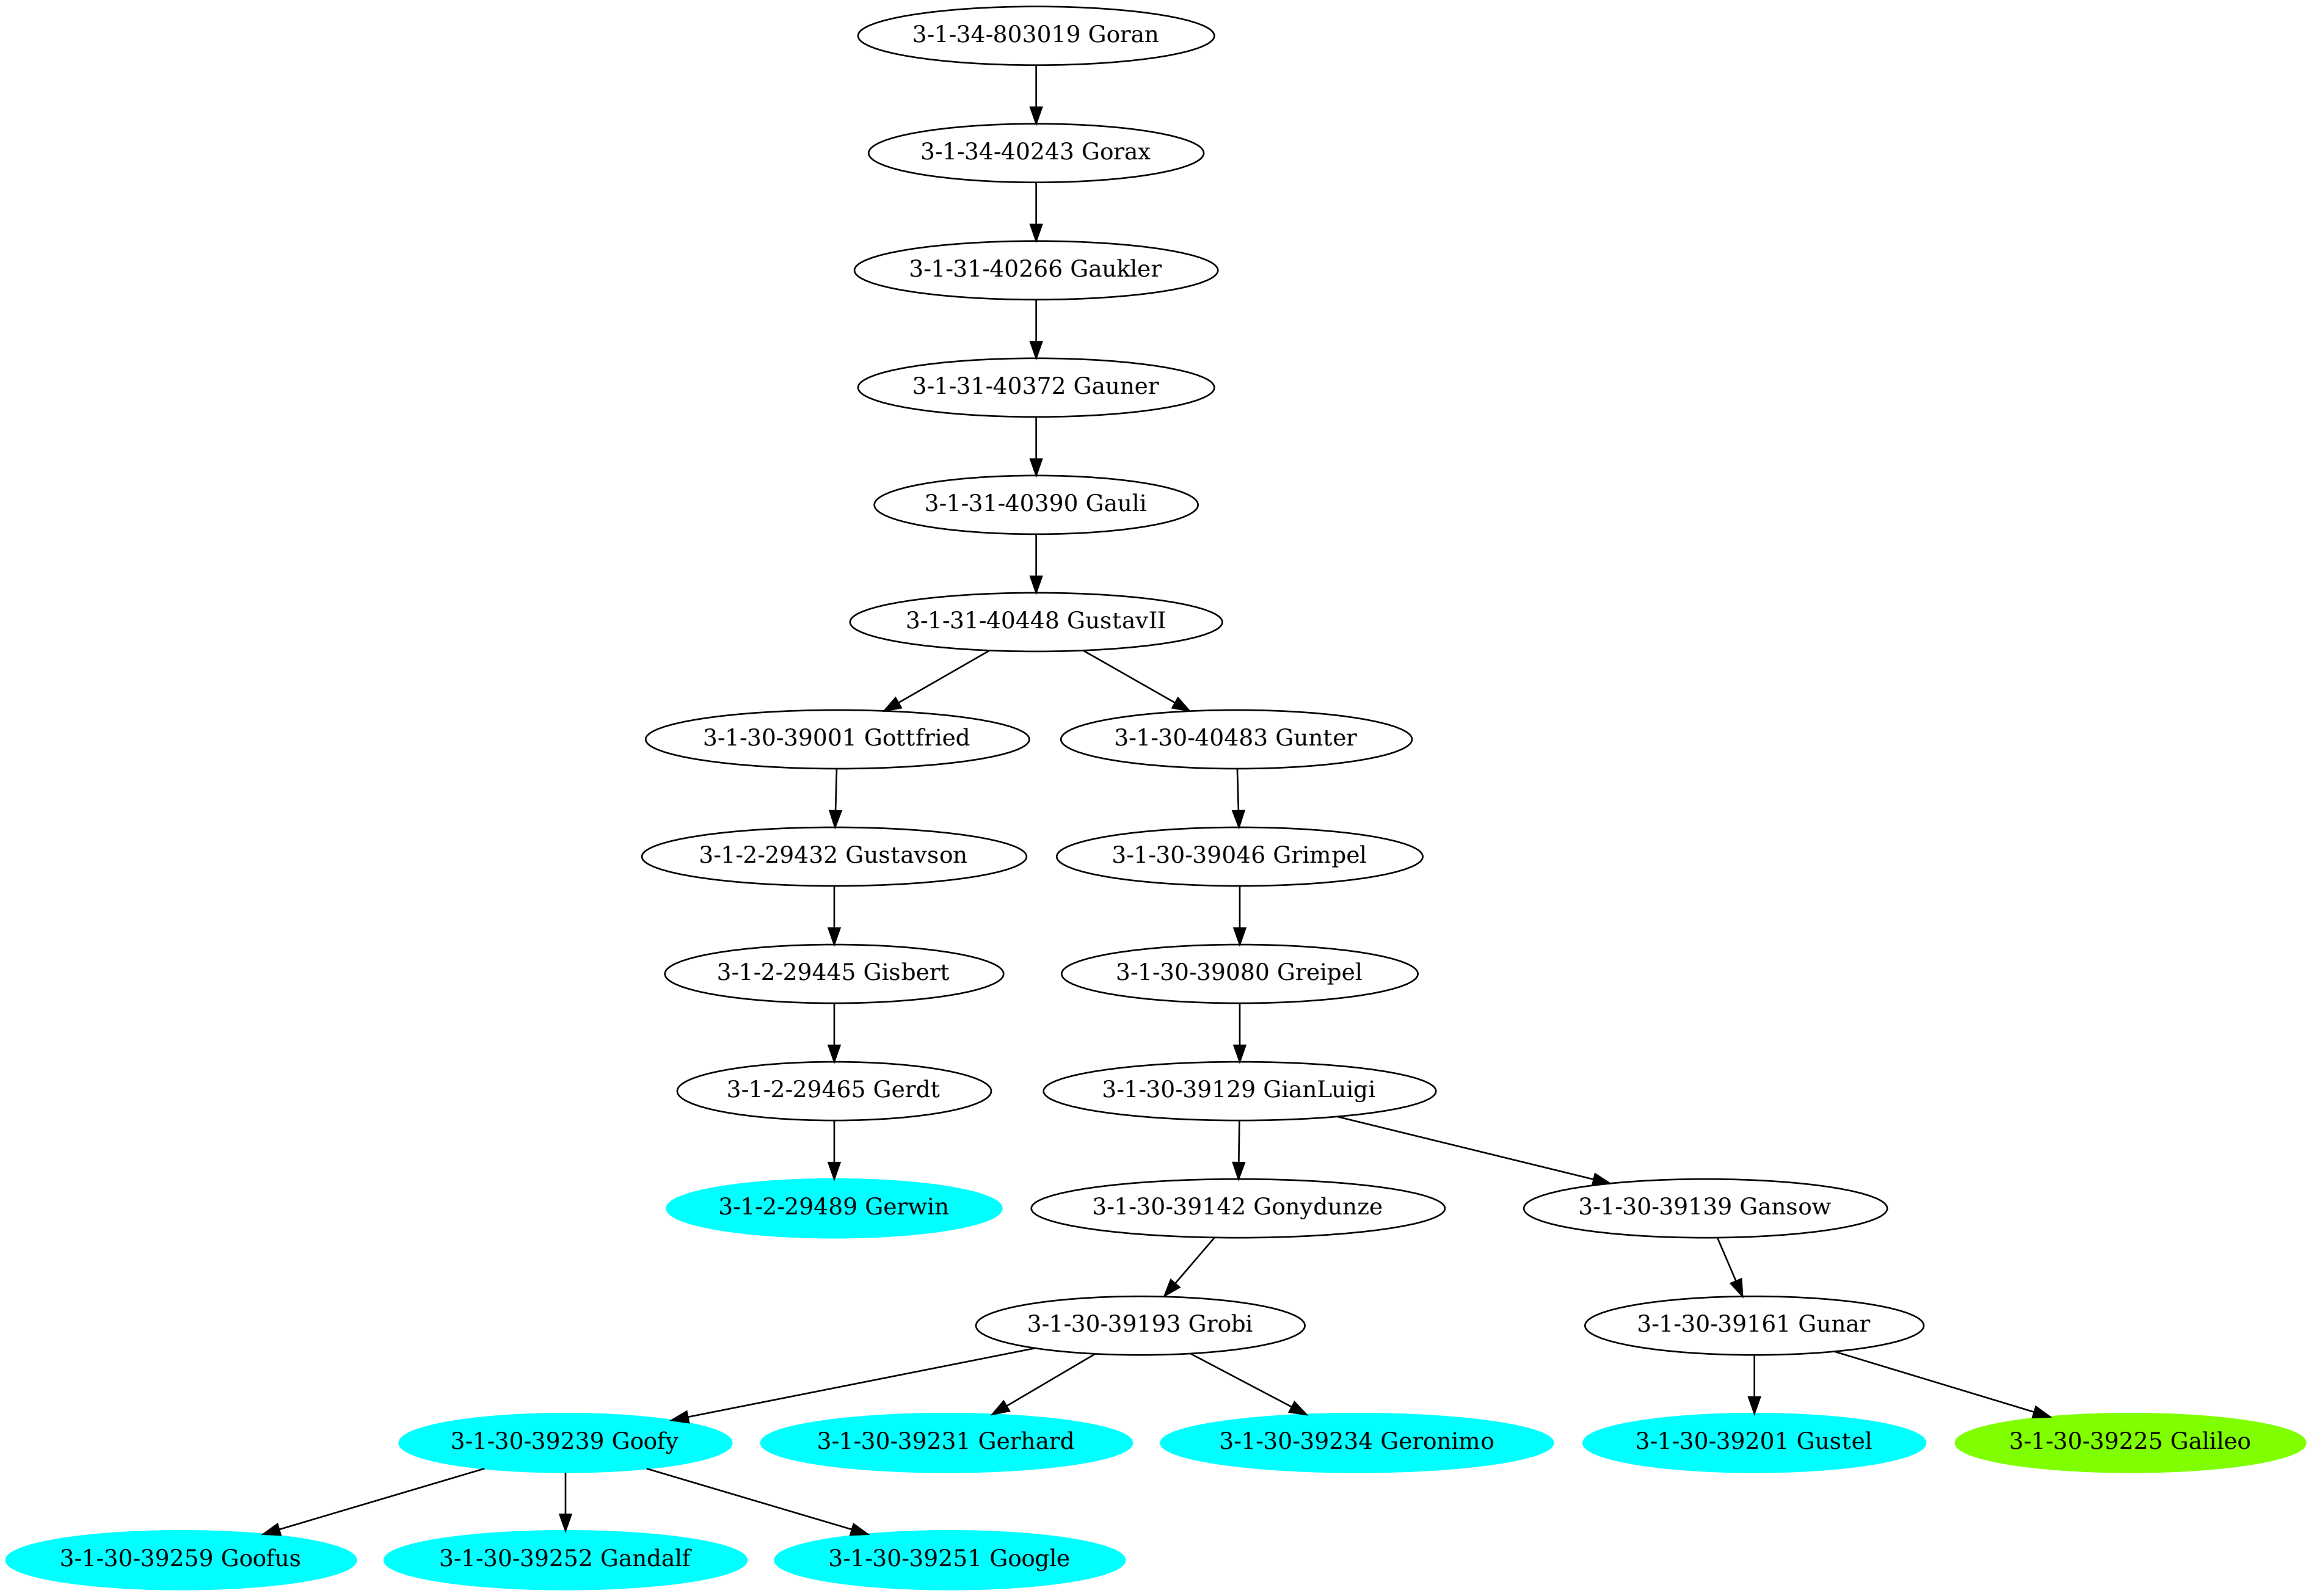 3-1-34-803019 Goran
3-1-34-40243 Gorax
3-1-31-40266 Gaukler
3-1-31-40372 Gauner
3-1-31-40390 Gauli
3-1-31-40448 GustavII
3-1-30-39001 Gottfried
3-1-30-40483 Gunter
3-1-2-29432 Gustavson
3-1-30-39046 Grimpel
3-1-2-29445 Gisbert
3-1-30-39080 Greipel
3-1-2-29465 Gerdt
3-1-30-39129 GianLuigi
3-1-2-29489 Gerwin
3-1-30-39142 Gonydunze
3-1-30-39139 Gansow
3-1-30-39193 Grobi
3-1-30-39161 Gunar
3-1-30-39239 Goofy
3-1-30-39231 Gerhard
3-1-30-39234 Geronimo
3-1-30-39201 Gustel
3-1-30-39225 Galileo
3-1-30-39259 Goofus
3-1-30-39252 Gandalf
3-1-30-39251 Google